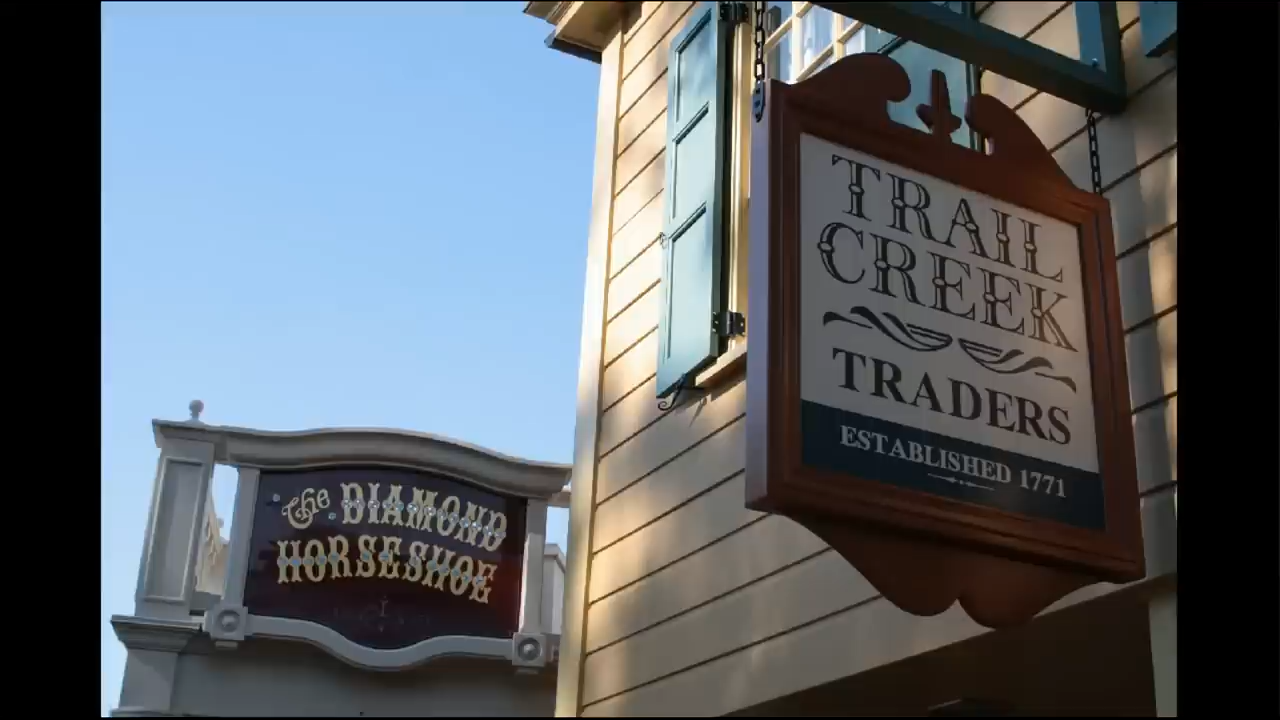 The DIAMOND
HORSESHOE
TRAIL
CREEK
TRADERS
ESTABLISHED 1771